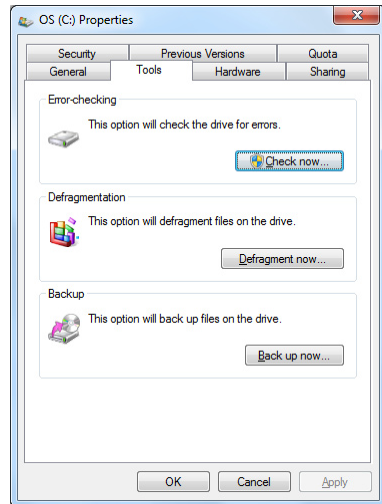 OS (C:) Properties
Security Previous Versions Quota
General Tools Hardware Sharing
Error-checking
This option will check the drive for errors.
Check now...
Defragmentation
This option will defragment files on the drive.
Defragment now...
Backup
This option will back up files on the drive.
Back up now...
OK Cancel Apply